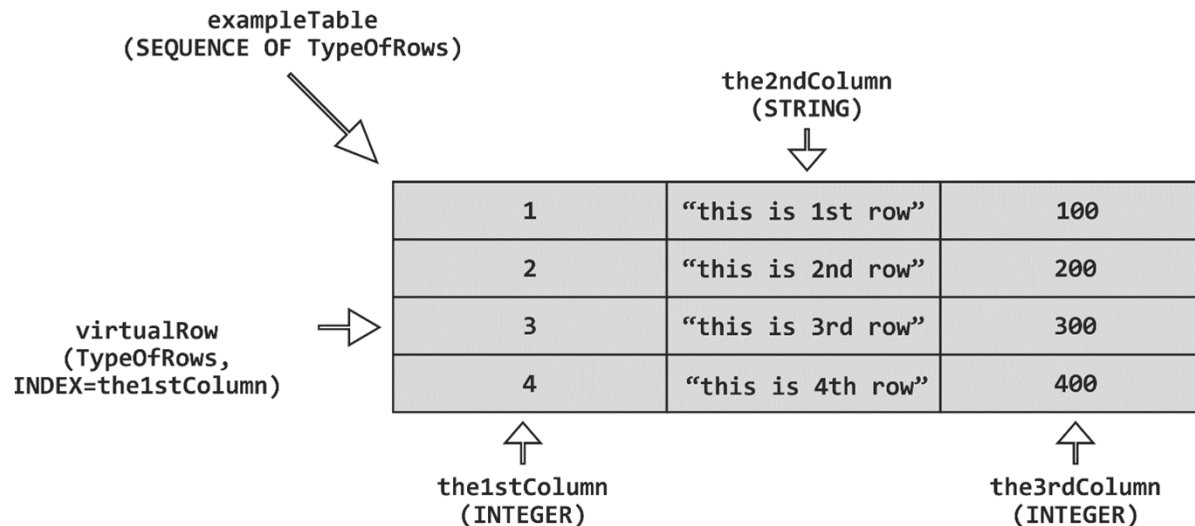 exampleTable
(SEQUENCE OF TypeOfRows)
the2ndColumn
(STRING)
1 “this is 1st row” 100
2 “this is 2nd row” 200
3 “this is 3rd row” 300
4 “this is 4th row” 400
virtualRow
(TypeOfRows,
INDEX=the1stColumn)
the1stColumn
(INTEGER)
the3rdColumn
(INTEGER)